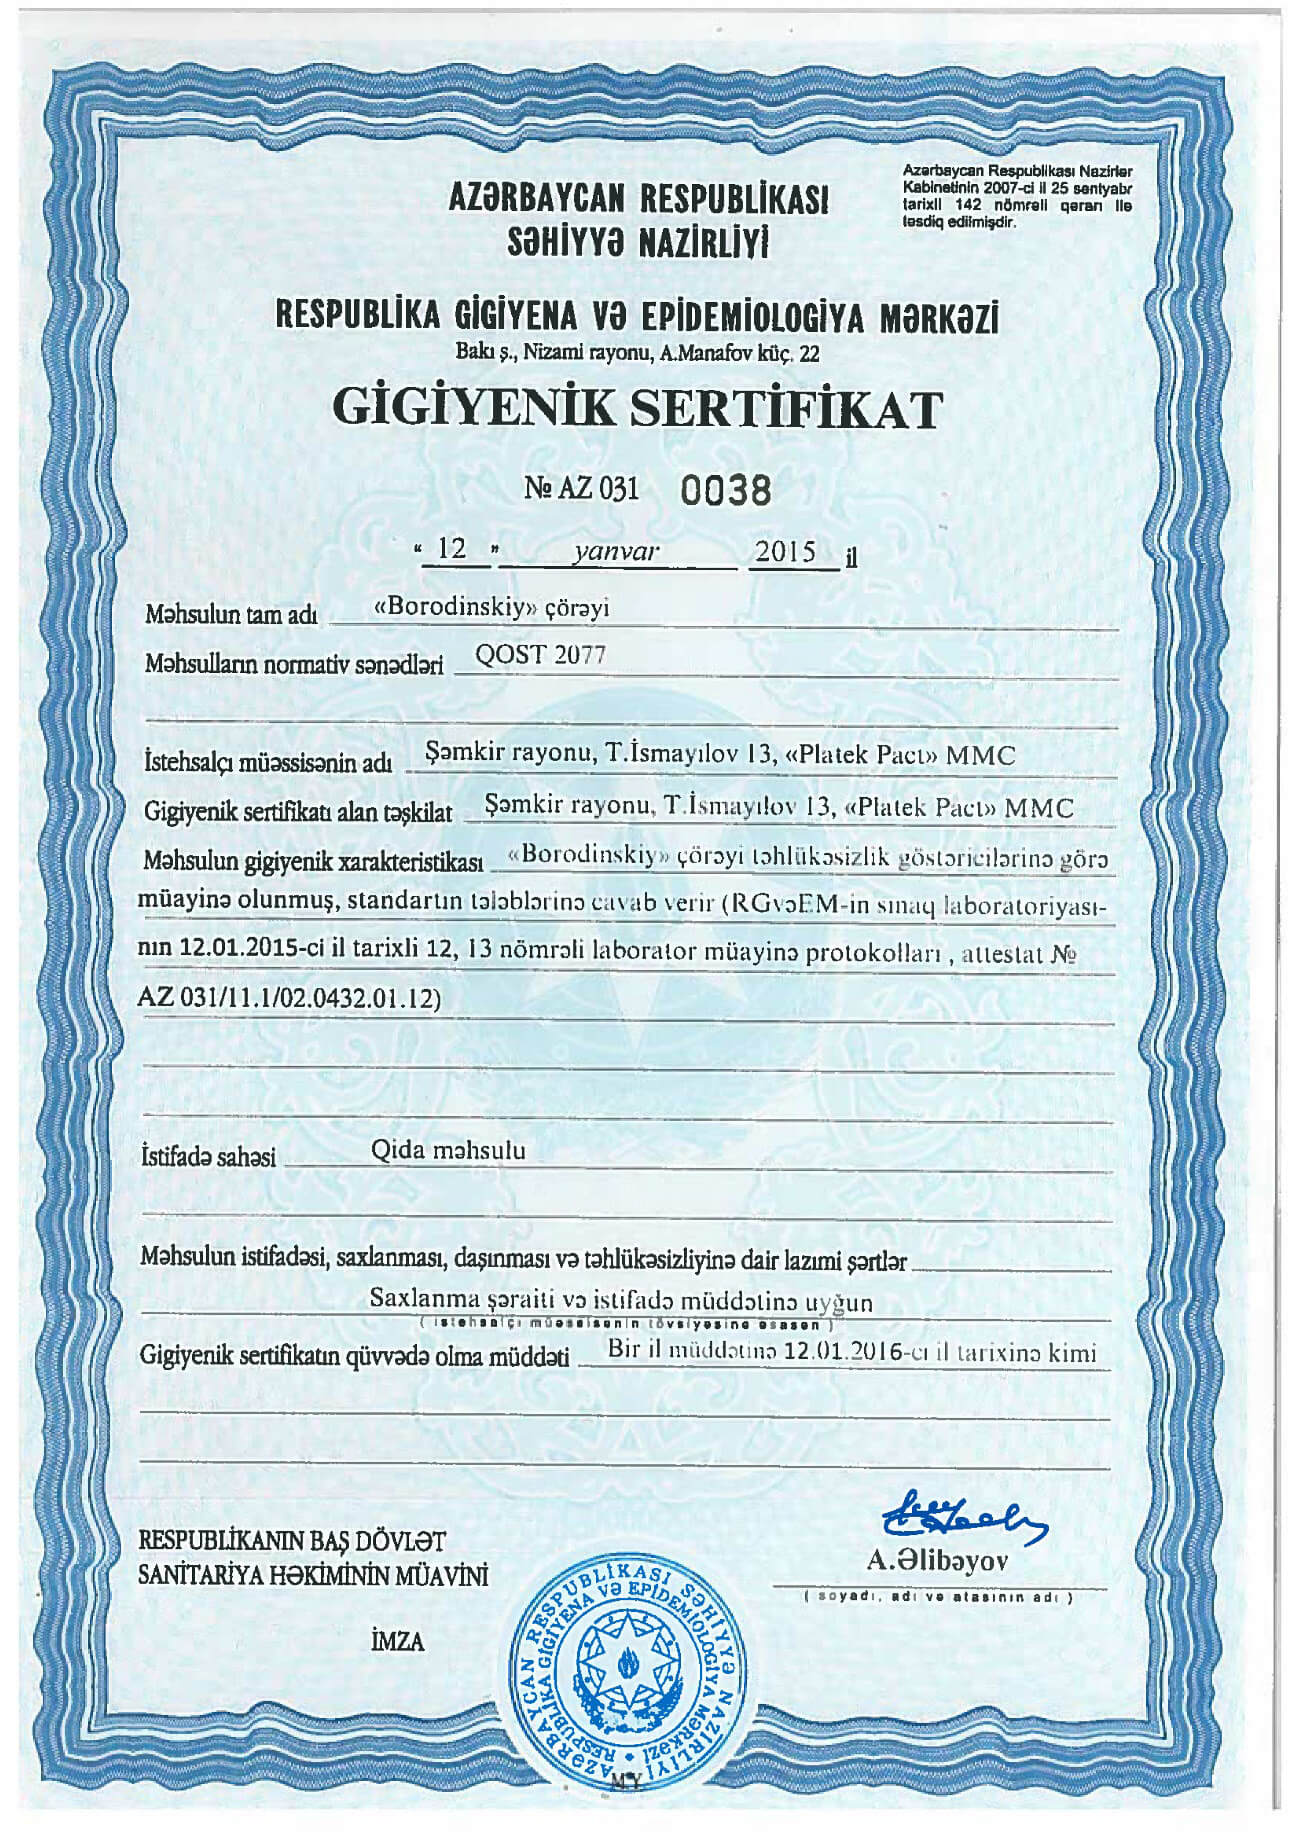 Azərbaycan Respublikası Nazirlər
Kabinetinin 2007-ci il 25 sentyabr
tarixli 142 nömrəli qərarı ilə
təsdiq edilmişdir.
AZƏRBAYCAN RESPUBLİKASI
SƏHİYYƏ NAZİRLİYİ
RESPUBLİKA GİGİYENA VƏ EPİDEMİOLOGİYA MƏRKƏZİ
Bakı ş., Nizami rayonu, A.Manafov küç. 22
GİGİYENİK SERTİFİKAT
№ AZ 031 0038
“ 12 ” yanvar 2015 il
Məhsulun tam adı «Borodinskiy» çörəyi
Məhsulların normativ sənədləri QOST 2077
İstehsalçı müəssisənin adı Şəmkir rayonu, T.İsmayılov 13, «Platek Pact» MMC
Gigiyenik sertifikatı alan təşkilat Şəmkir rayonu, T.İsmayılov 13, «Platek Pact» MMC
Məhsulun gigiyenik xarakteristikası «Borodinskiy» çörəyi təhlükəsizlik göstəricilərinə görə
müayinə olunmuş, standartın tələblərinə cavab verir (RGvəEM-in sınaq laboratoriyası-
nın 12.01.2015-ci il tarixli 12, 13 nömrəli laborator müayinə protokolları , attestat №
AZ 031/11.1/02.0432.01.12)
İstifadə sahəsi Qida məhsulu
Məhsulun istifadəsi, saxlanması, daşınması və təhlükəsizliyinə dair lazımi şərtlər
Saxlanma şəraiti və istifadə müddətinə uyğun
( istehsalçı müəssisənin tövsiyəsinə əsasən )
Gigiyenik sertifikatın qüvvədə olma müddəti Bir il müddətinə 12.01.2016-cı il tarixinə kimi
RESPUBLİKANIN BAŞ DÖVLƏT
SANİTARİYA HƏKİMİNİN MÜAVİNİ
A.Əlibəyov
( soyadı, adı və atasının adı )
İMZA
AZƏRBAYCAN RESPUBLİKASI SƏHİYYƏ NAZİRLİYİ
RESPUBLİKA GİGİYENA VƏ EPİDEMİOLOGİYA MƏRKƏZİ
M.Y.